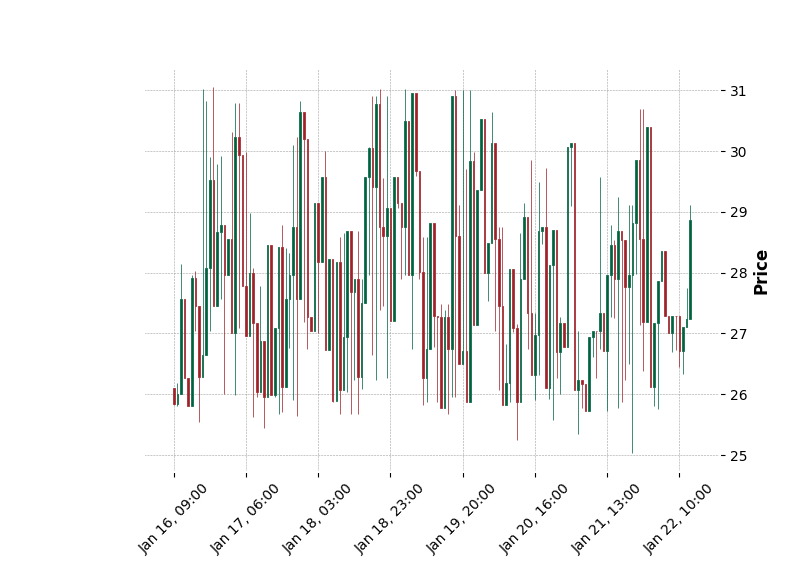 31
30
29
28
27
26
25
Price
Jan 16, 09:00
Jan 17, 06:00
Jan 18, 03:00
Jan 18, 23:00
Jan 19, 20:00
Jan 20, 16:00
Jan 21, 13:00
Jan 22, 10:00